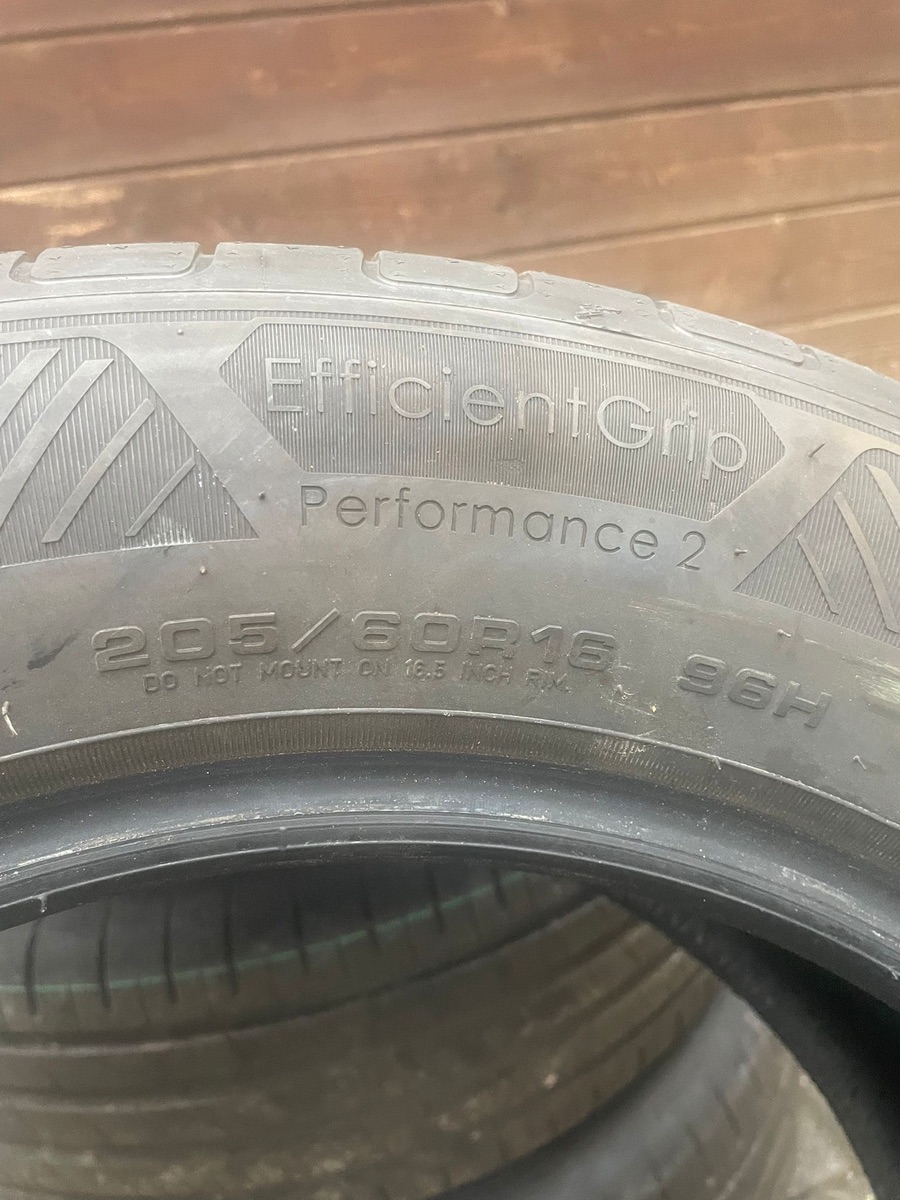 EfficientGrip
Performance 2
205/60R16 96H
DO NOT MOUNT ON 16.5 INCH RIM.